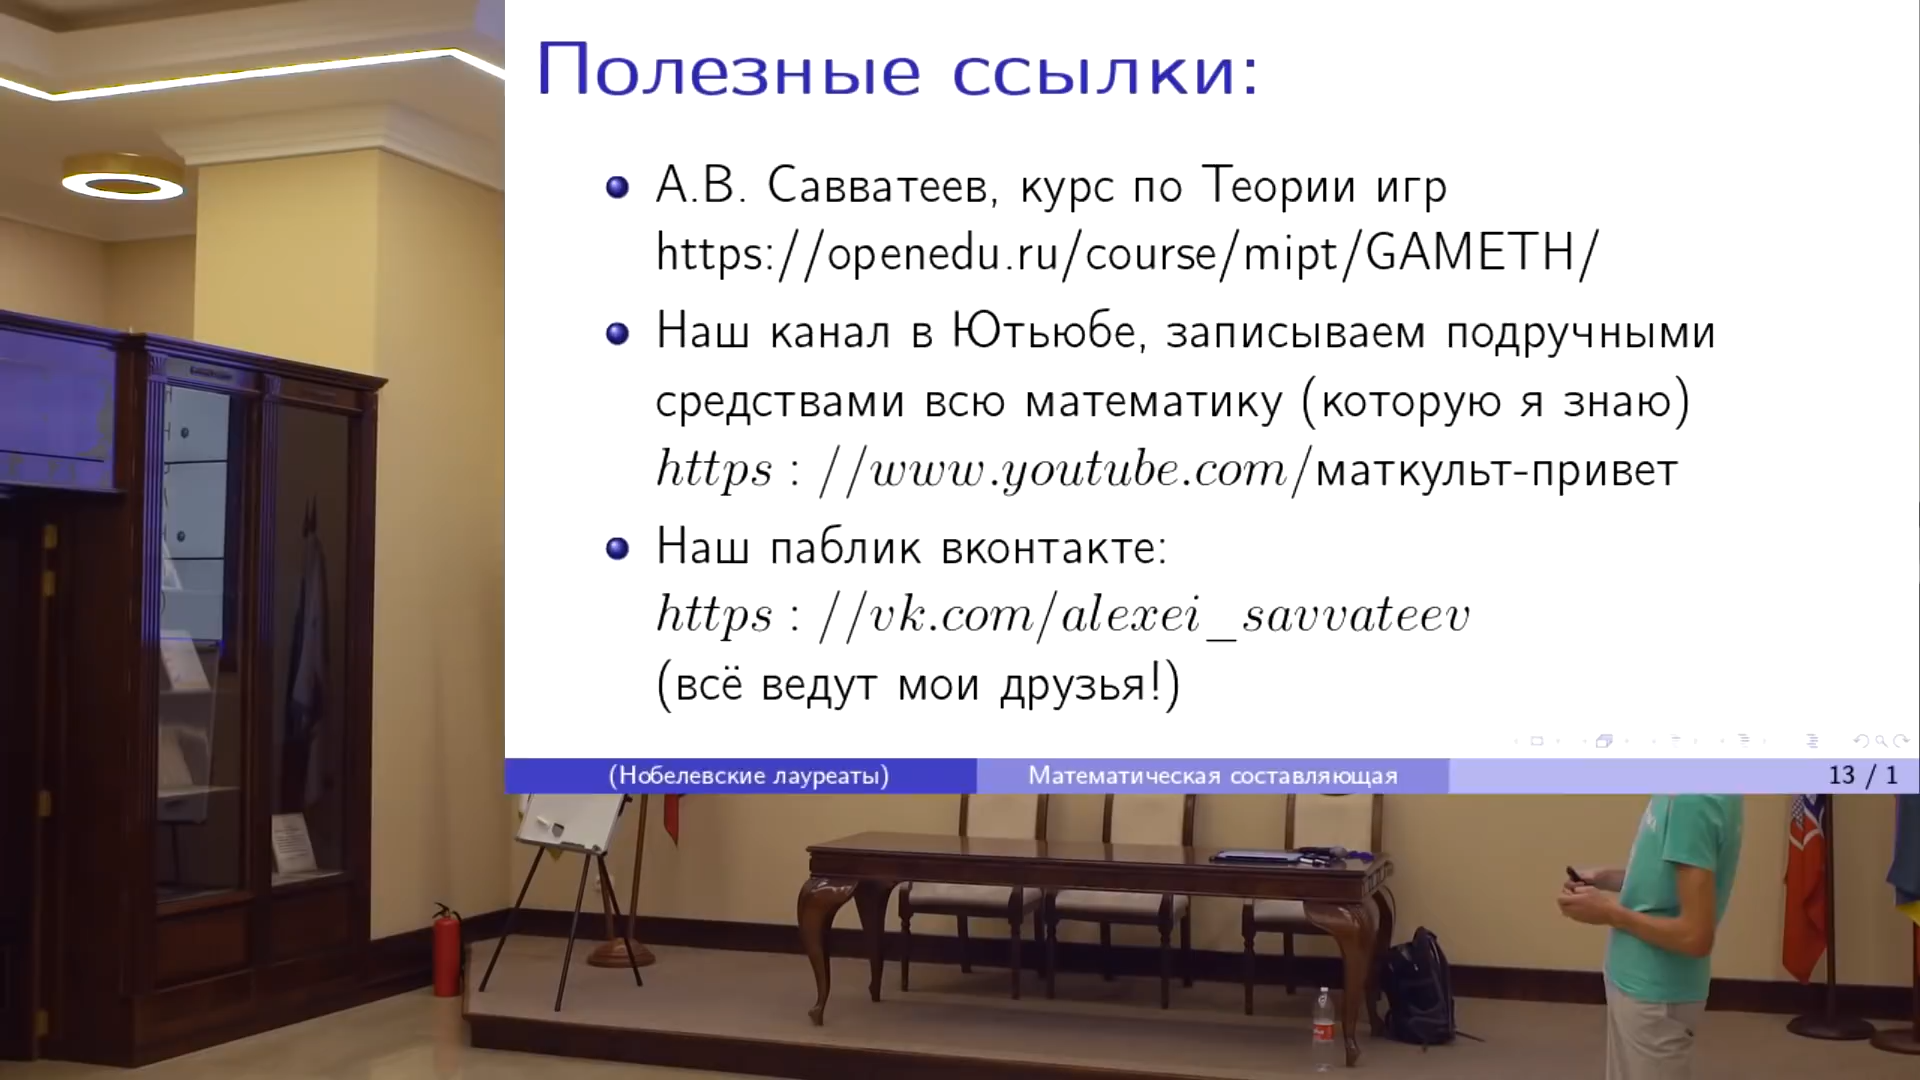 Полезные ссылки:
А.В. Савватеев, курс по Теории игр
https://openedu.ru/course/mipt/GAMETH/
Наш канал в Ютьюбе, записываем подручными
средствами всю математику (которую я знаю)
https : //www.youtube.com/маткульт-привет
Наш паблик вконтакте:
https : //vk.com/alexei_savvateev
(всё ведут мои друзья!)
(Нобелевские лауреаты)
Математическая составляющая
13 / 1